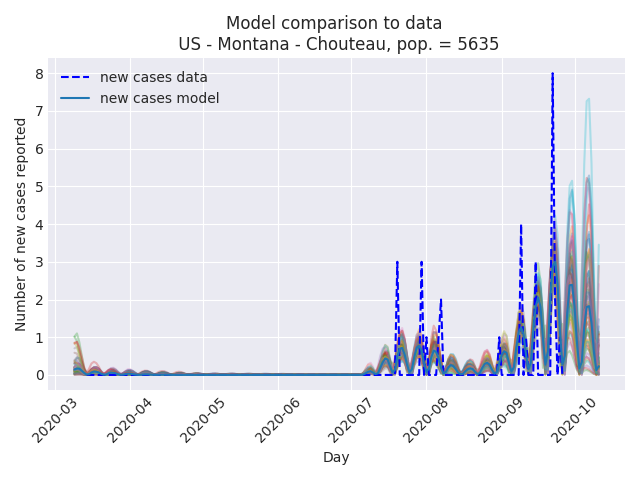 Model comparison to data
US - Montana - Chouteau, pop. = 5635
new cases data
new cases model
Number of new cases reported
8
7
6
5
4
3
2
1
0
2020-03
2020-04
2020-05
2020-06
2020-07
2020-08
2020-09
2020-10
Day